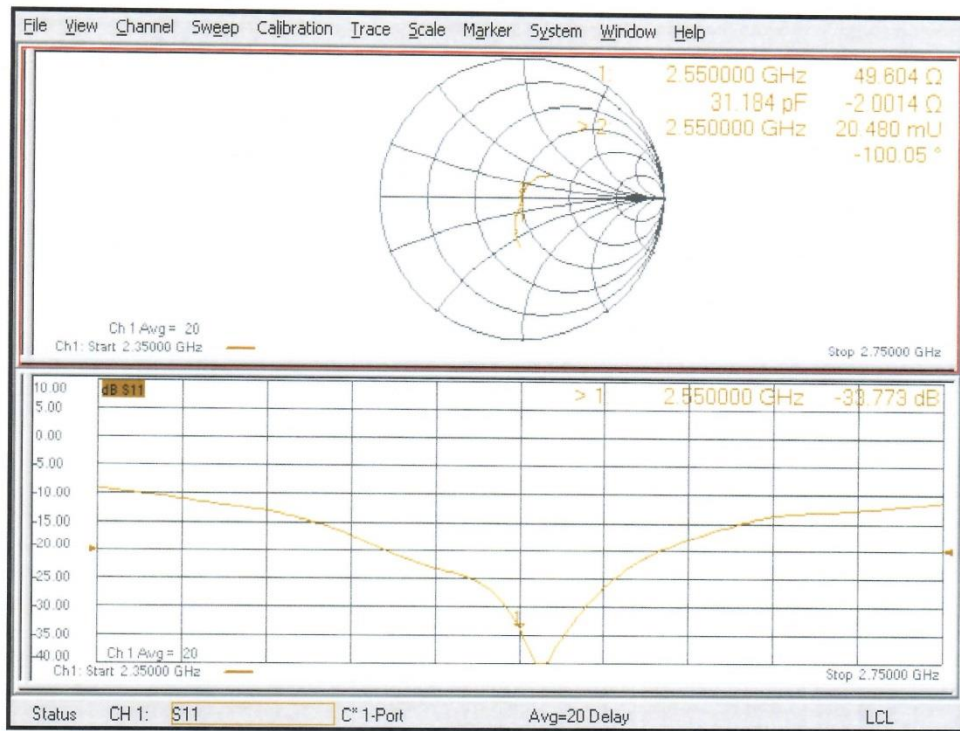 File View Channel Sweep Calibration Trace Scale Marker System Window Help
1: 2.550000 GHz 49.604 Ω
31.184 pF -2.0014 Ω
> 2: 2.550000 GHz 20.480 mU
-100.05 °
Ch 1 Avg = 20
Ch1: Start 2.35000 GHz
Stop 2.75000 GHz
10.00
dB S11
> 1: 2.550000 GHz -33.773 dB
5.00
0.00
-5.00
-10.00
-15.00
-20.00
-25.00
-30.00
1
-35.00
-40.00
Ch 1 Avg = 20
Ch1: Start 2.35000 GHz
Stop 2.75000 GHz
Status CH 1: S11 C* 1-Port Avg=20 Delay LCL